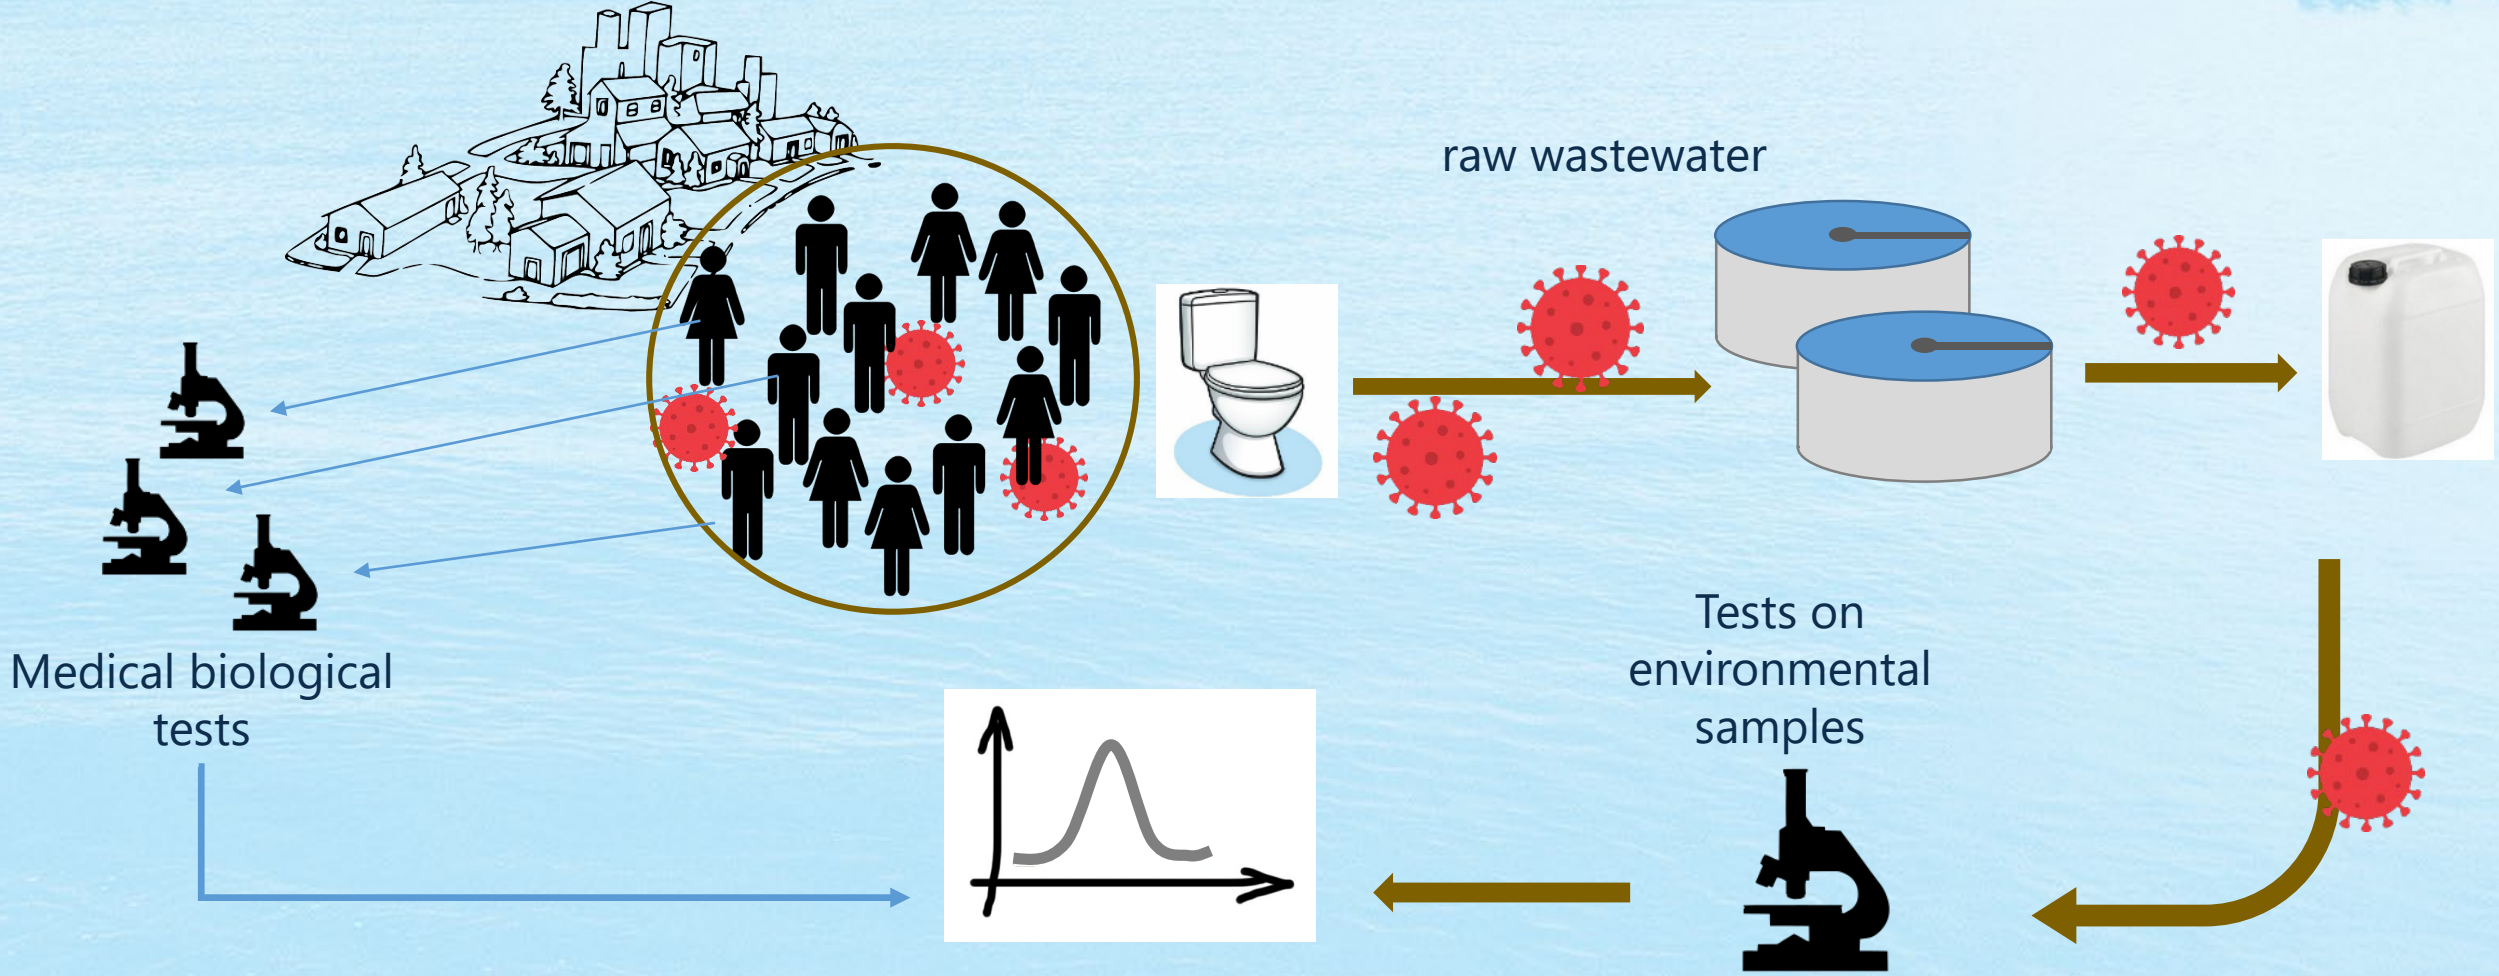 raw wastewater
Tests on
environmental
samples
Medical biological
tests